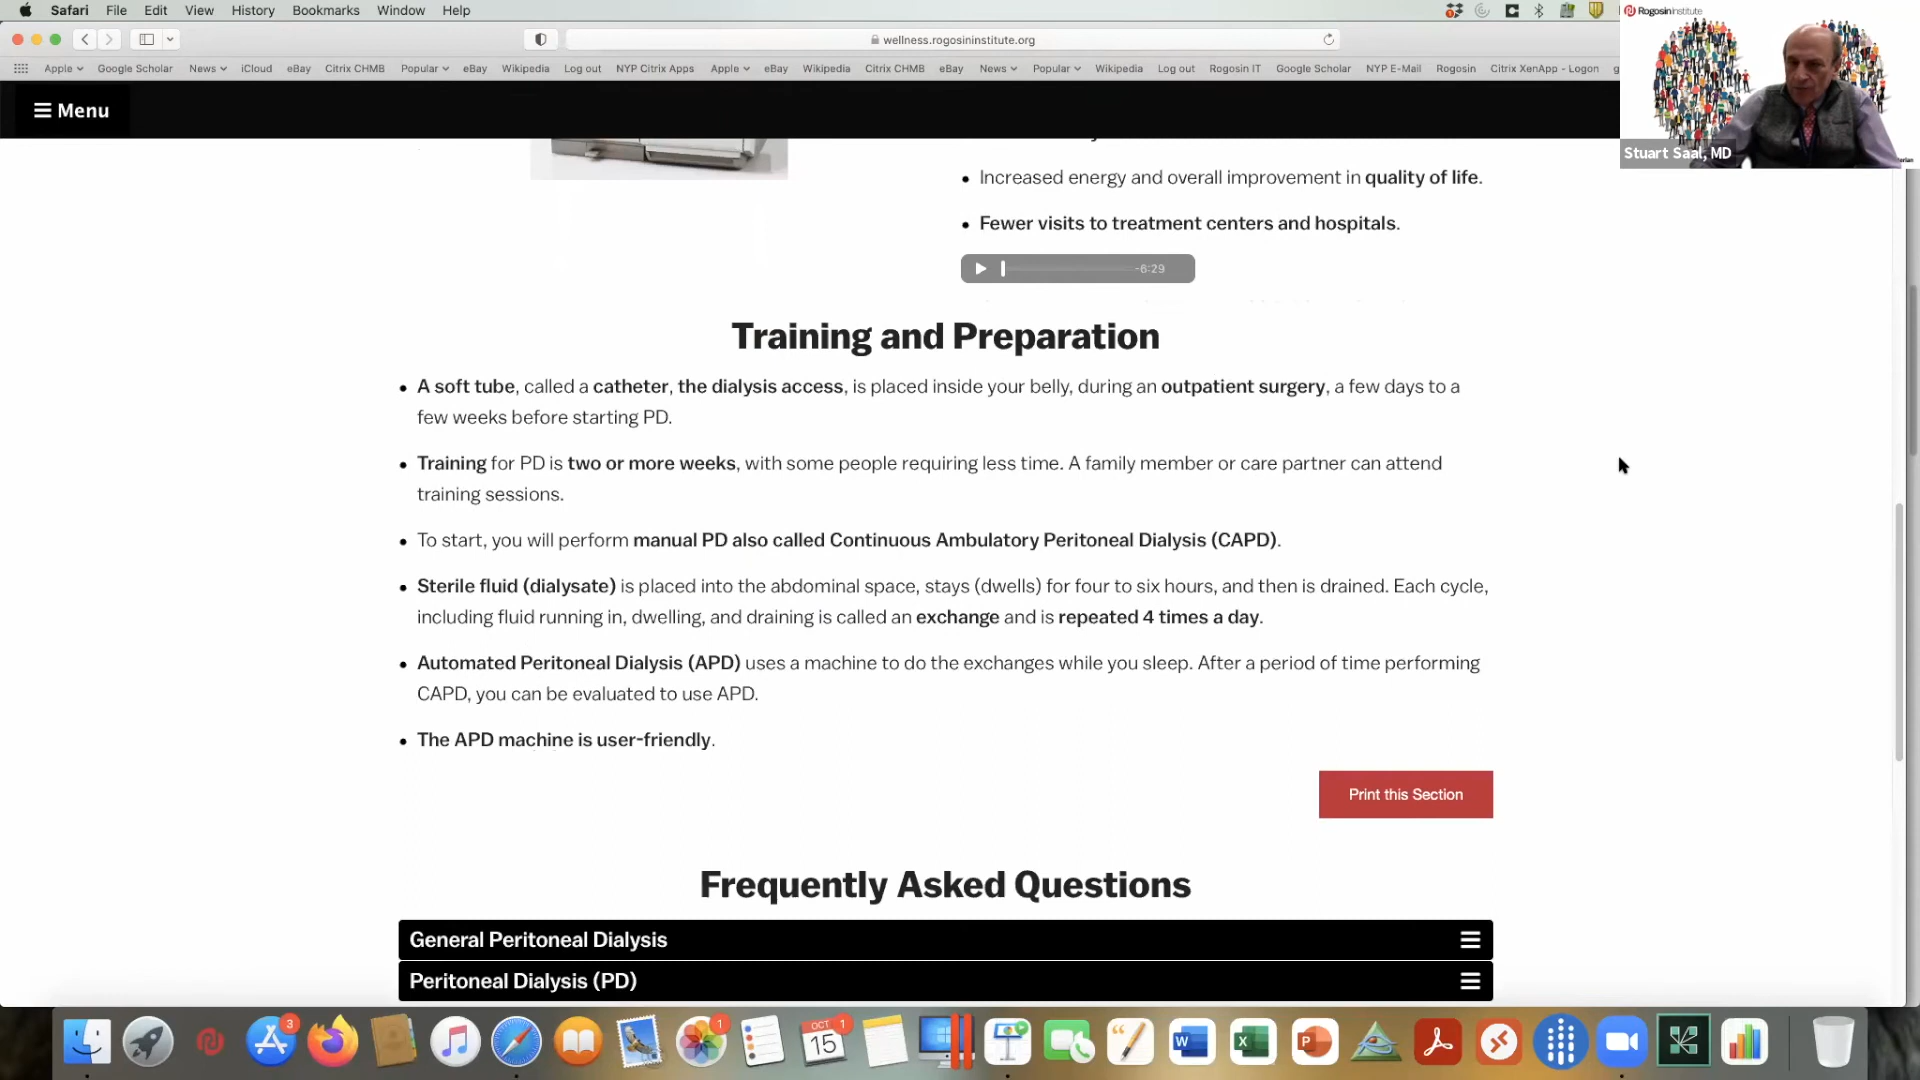 Safari File Edit View History Bookmarks Window Help
RogosinInstitute
wellness.rogosininstitute.org
Apple Google Scholar News iCloud eBay Citrix CHMB Popular eBay Wikipedia Log out NYP Citrix Apps Apple eBay Wikipedia Citrix CHMB eBay News Popular Wikipedia Log out Rogosin IT Google Scholar NYP E-Mail Rogosin Citrix XenApp - Logon
Menu
Stuart Saal, MD
• Increased energy and overall improvement in quality of life.
• Fewer visits to treatment centers and hospitals.
-6:29
Training and Preparation
• A soft tube, called a catheter, the dialysis access, is placed inside your belly, during an outpatient surgery, a few days to a
few weeks before starting PD.
• Training for PD is two or more weeks, with some people requiring less time. A family member or care partner can attend
training sessions.
• To start, you will perform manual PD also called Continuous Ambulatory Peritoneal Dialysis (CAPD).
• Sterile fluid (dialysate) is placed into the abdominal space, stays (dwells) for four to six hours, and then is drained. Each cycle,
including fluid running in, dwelling, and draining is called an exchange and is repeated 4 times a day.
• Automated Peritoneal Dialysis (APD) uses a machine to do the exchanges while you sleep. After a period of time performing
CAPD, you can be evaluated to use APD.
• The APD machine is user-friendly.
Print this Section
Frequently Asked Questions
General Peritoneal Dialysis
Peritoneal Dialysis (PD)
3
1
OCT
15
1
W
X
P